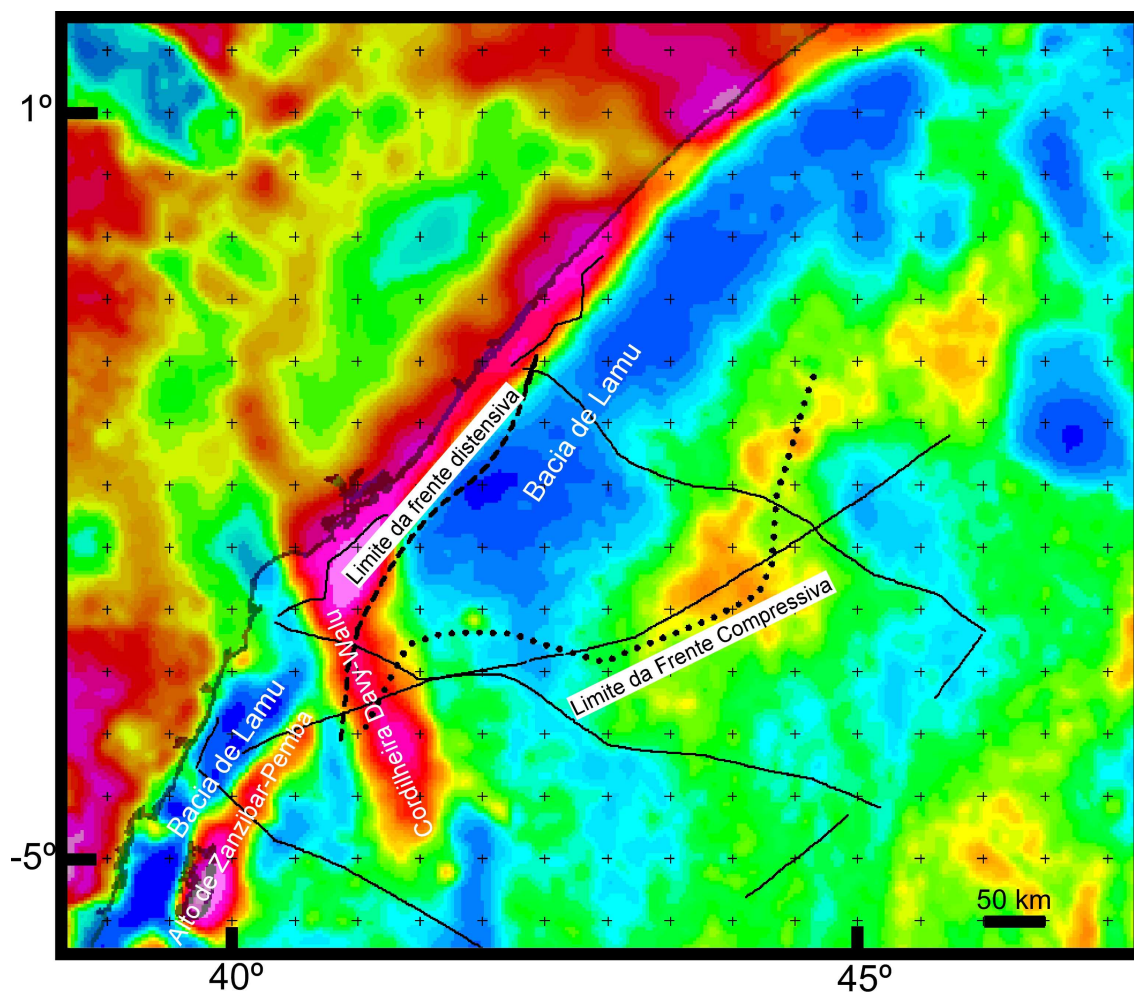 1º
Bacia de Lamu
Limite da frente distensiva
Limite da Frente Compressiva
Cordilheira Davy-Walu
Bacia de Lamu
Alto de Zanzibar-Pemba
-5º
50 km
40º
45º